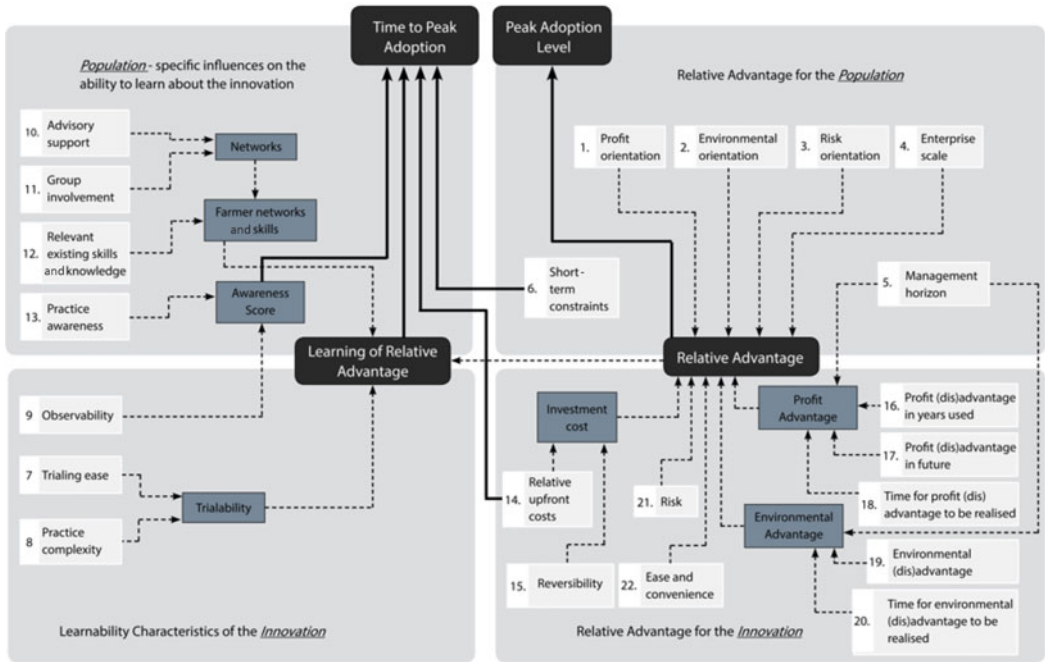 Time to Peak
Adoption
Peak Adoption
Level
Population - specific influences on the
ability to learn about the innovation
10. Advisory
support
Networks
11. Group
involvement
Farmer networks
and skills
12. Relevant
existing skills
and knowledge
13. Practice
awareness
Awareness
Score
Learning of Relative
Advantage
Relative Advantage for the Population
1. Profit
orientation
2. Environmental
orientation
3. Risk
orientation
4. Enterprise
scale
6. Short-
term
constraints
5. Management
horizon
Relative Advantage
9 Observability
7 Trialing ease
8 Practice
complexity
Trialability
Learnability Characteristics of the Innovation
Investment
cost
Profit
Advantage
16. Profit (dis)advantage
in years used
17. Profit (dis)advantage
in future
14. Relative
upfront
costs
21. Risk
18. Time for profit (dis)
advantage to be realised
Environmental
Advantage
19. Environmental
(dis)advantage
15. Reversibility
22. Ease and
convenience
20. Time for environmental
(dis)advantage to be
realised
Relative Advantage for the Innovation